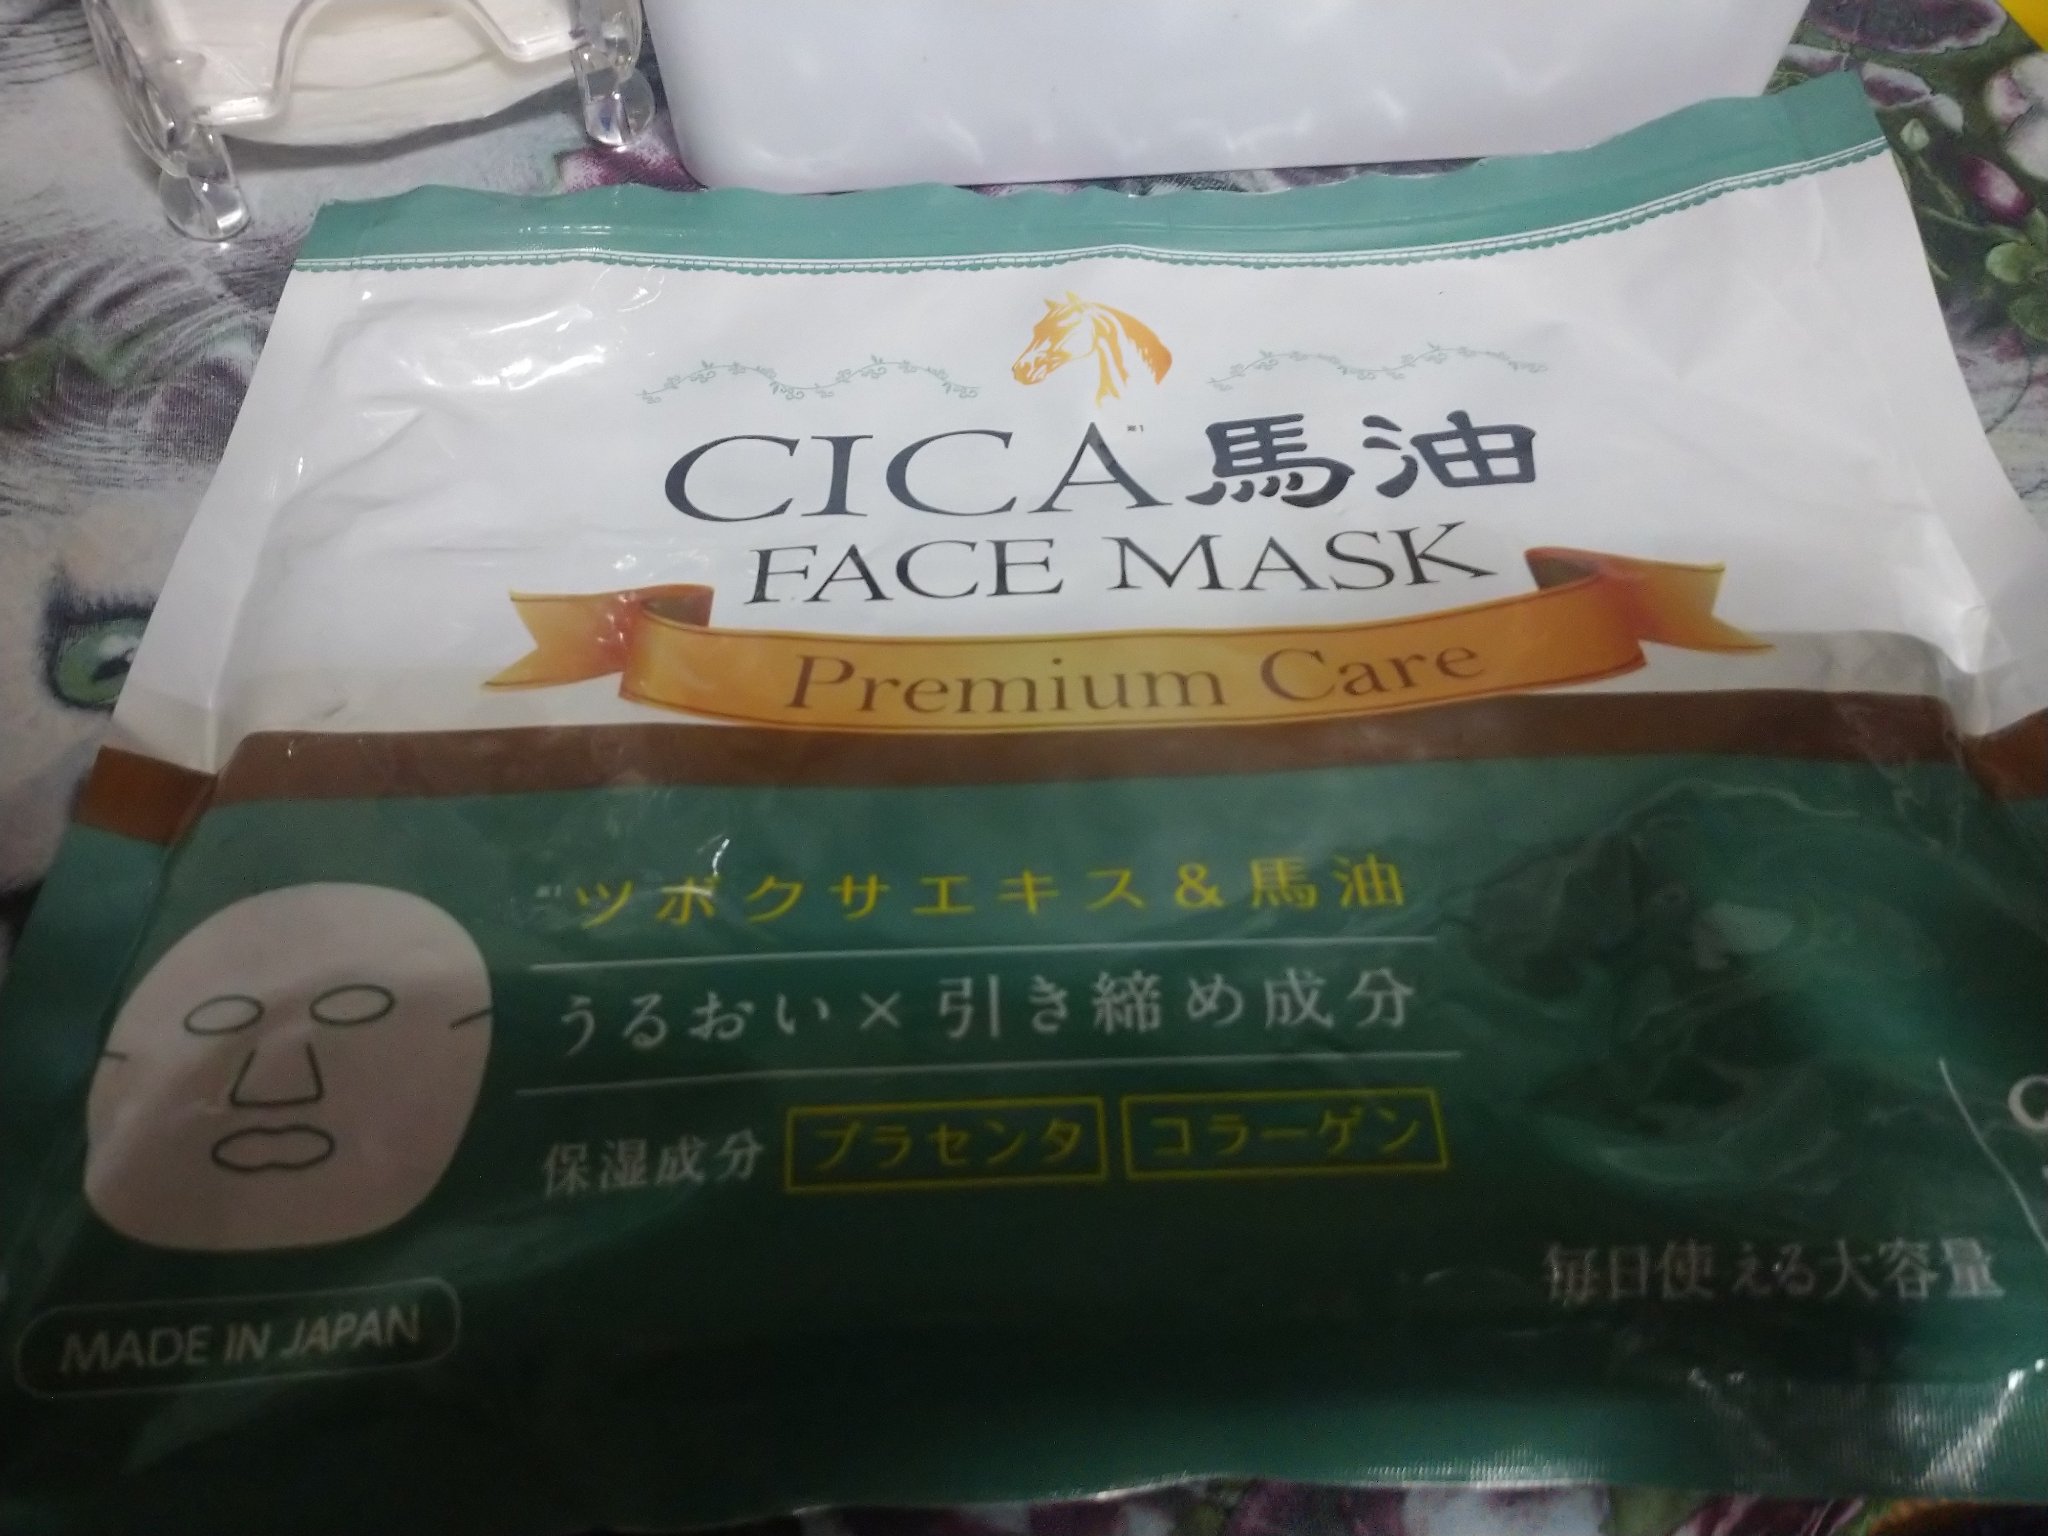 CICA※1馬油
FACE MASK
Premium Care
※1ツボクサエキス&馬油
うるおい×引き締め成分
保湿成分 プラセンタ コラーゲン
毎日使える大容量
MADE IN JAPAN